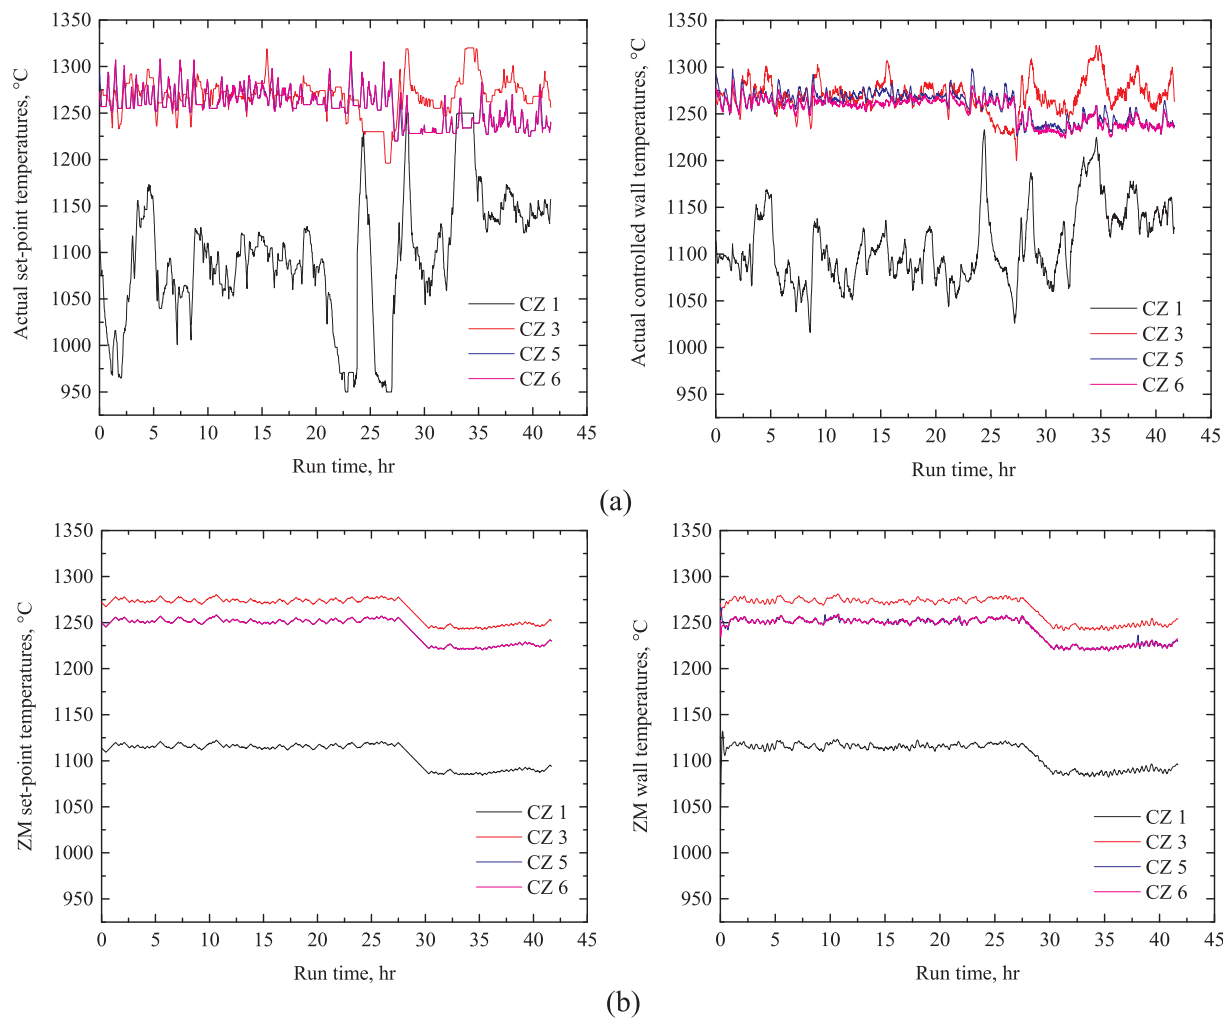 1350
1300
1250
1200
1150
1100
1050
1000
950
Actual set-point temperatures, °C
CZ 1
CZ 3
CZ 5
CZ 6
0 5 10 15 20 25 30 35 40 45
Run time, hr
1350
1300
1250
1200
1150
1100
1050
1000
950
Actual controlled wall temperatures, °C
CZ 1
CZ 3
CZ 5
CZ 6
0 5 10 15 20 25 30 35 40 45
Run time, hr
(a)
1350
1300
1250
1200
1150
1100
1050
1000
950
ZM set-point temperatures, °C
CZ 1
CZ 3
CZ 5
CZ 6
0 5 10 15 20 25 30 35 40 45
Run time, hr
1350
1300
1250
1200
1150
1100
1050
1000
950
ZM wall temperatures, °C
CZ 1
CZ 3
CZ 5
CZ 6
0 5 10 15 20 25 30 35 40 45
Run time, hr
(b)